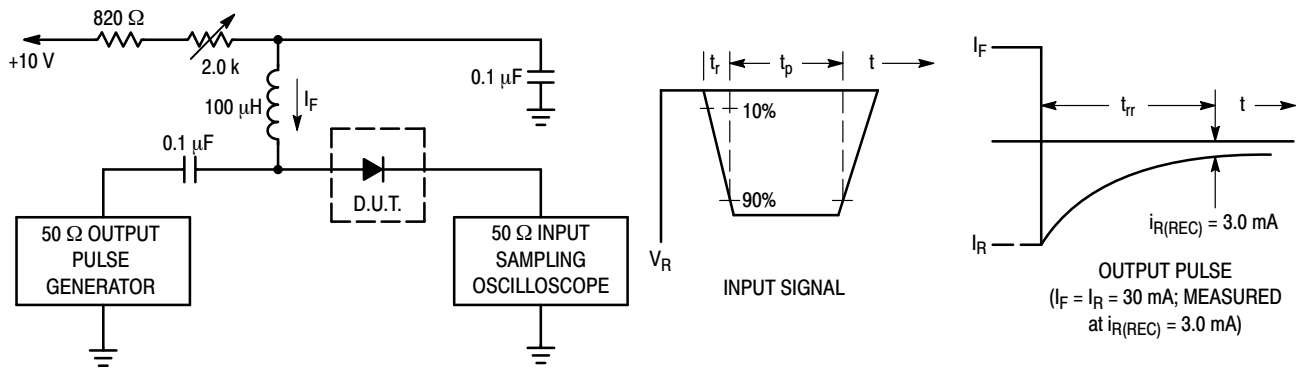 820 Ω
+10 V
2.0 k
100 μH
I_F
0.1 μF
0.1 μF
D.U.T.
50 Ω OUTPUT
PULSE
GENERATOR
50 Ω INPUT
SAMPLING
OSCILLOSCOPE
t_r
t_p
t
10%
90%
V_R
INPUT SIGNAL
I_F
t_rr
t
i_R(REC) = 3.0 mA
I_R
OUTPUT PULSE
(I_F = I_R = 30 mA; MEASURED
at i_R(REC) = 3.0 mA)